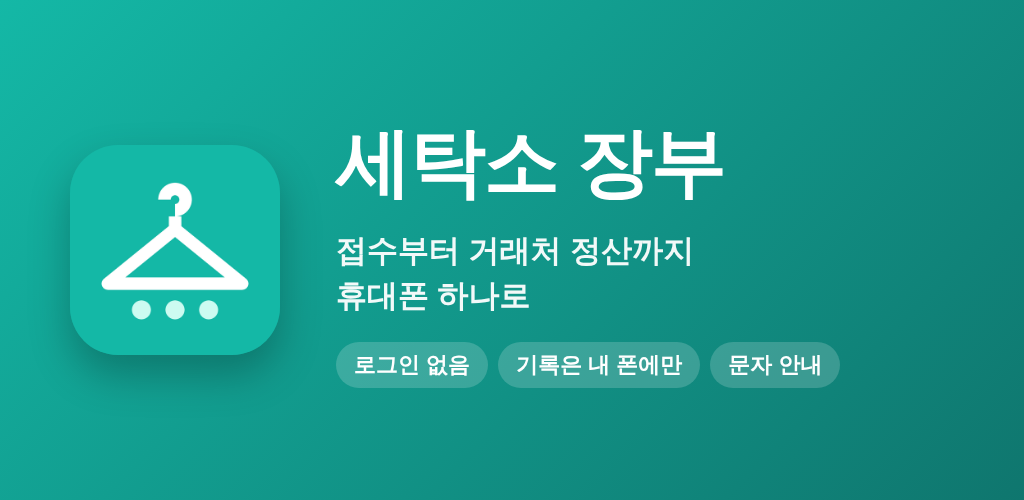 세탁소 장부
접수부터 거래처 정산까지
휴대폰 하나로
로그인 없음
기록은 내 폰에만
문자 안내